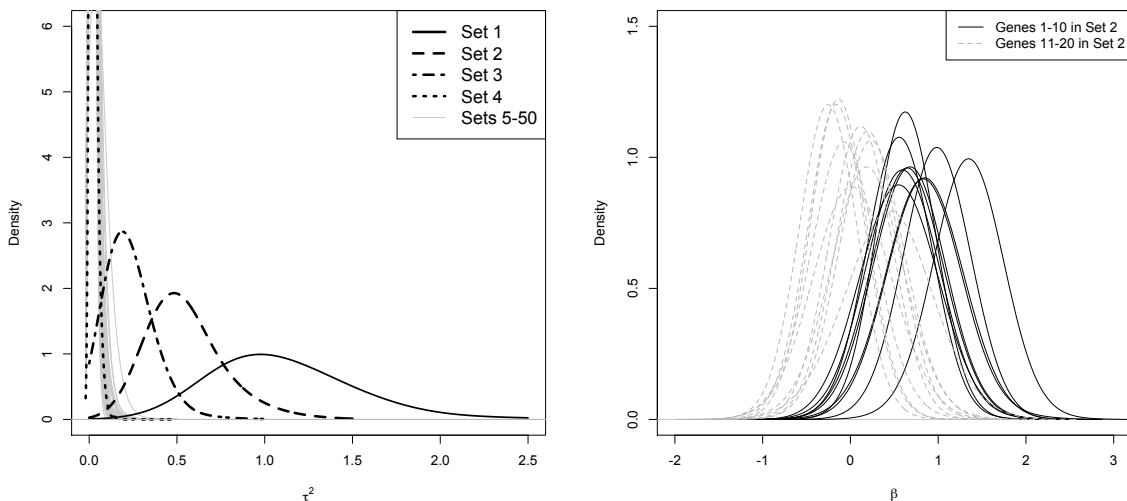 6
5
4
3
2
1
0
Density
0.0 0.5 1.0 1.5 2.0 2.5
τ²
Set 1
Set 2
Set 3
Set 4
Sets 5-50
1.5
1.0
0.5
0.0
Density
-2 -1 0 1 2 3
β
Genes 1-10 in Set 2
Genes 11-20 in Set 2